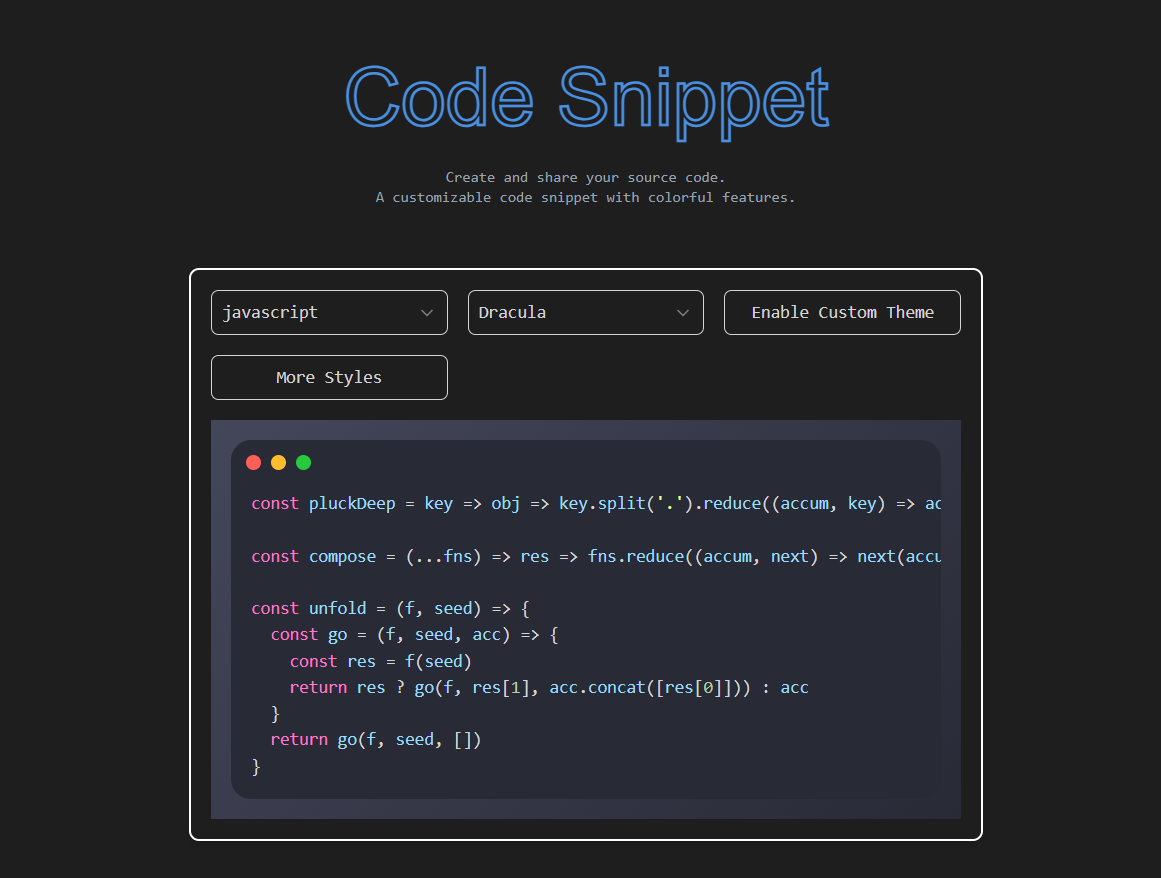 Code Snippet
Create and share your source code.
A customizable code snippet with colorful features.
javascript
Dracula
Enable Custom Theme
More Styles
const pluckDeep = key => obj => key.split('.').reduce((accum, key) => ac
const compose = (...fns) => res => fns.reduce((accum, next) => next(accu
const unfold = (f, seed) => {
  const go = (f, seed, acc) => {
    const res = f(seed)
    return res ? go(f, res[1], acc.concat([res[0]])) : acc
  }
  return go(f, seed, [])
}